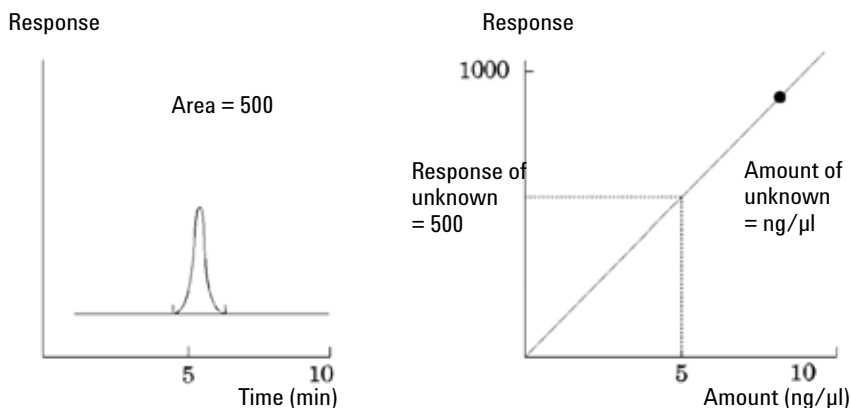 Response
Area = 500
5
10
Time (min)
Response
1000
Response of
unknown
= 500
Amount of
unknown
= ng/µl
5
10
Amount (ng/µl)